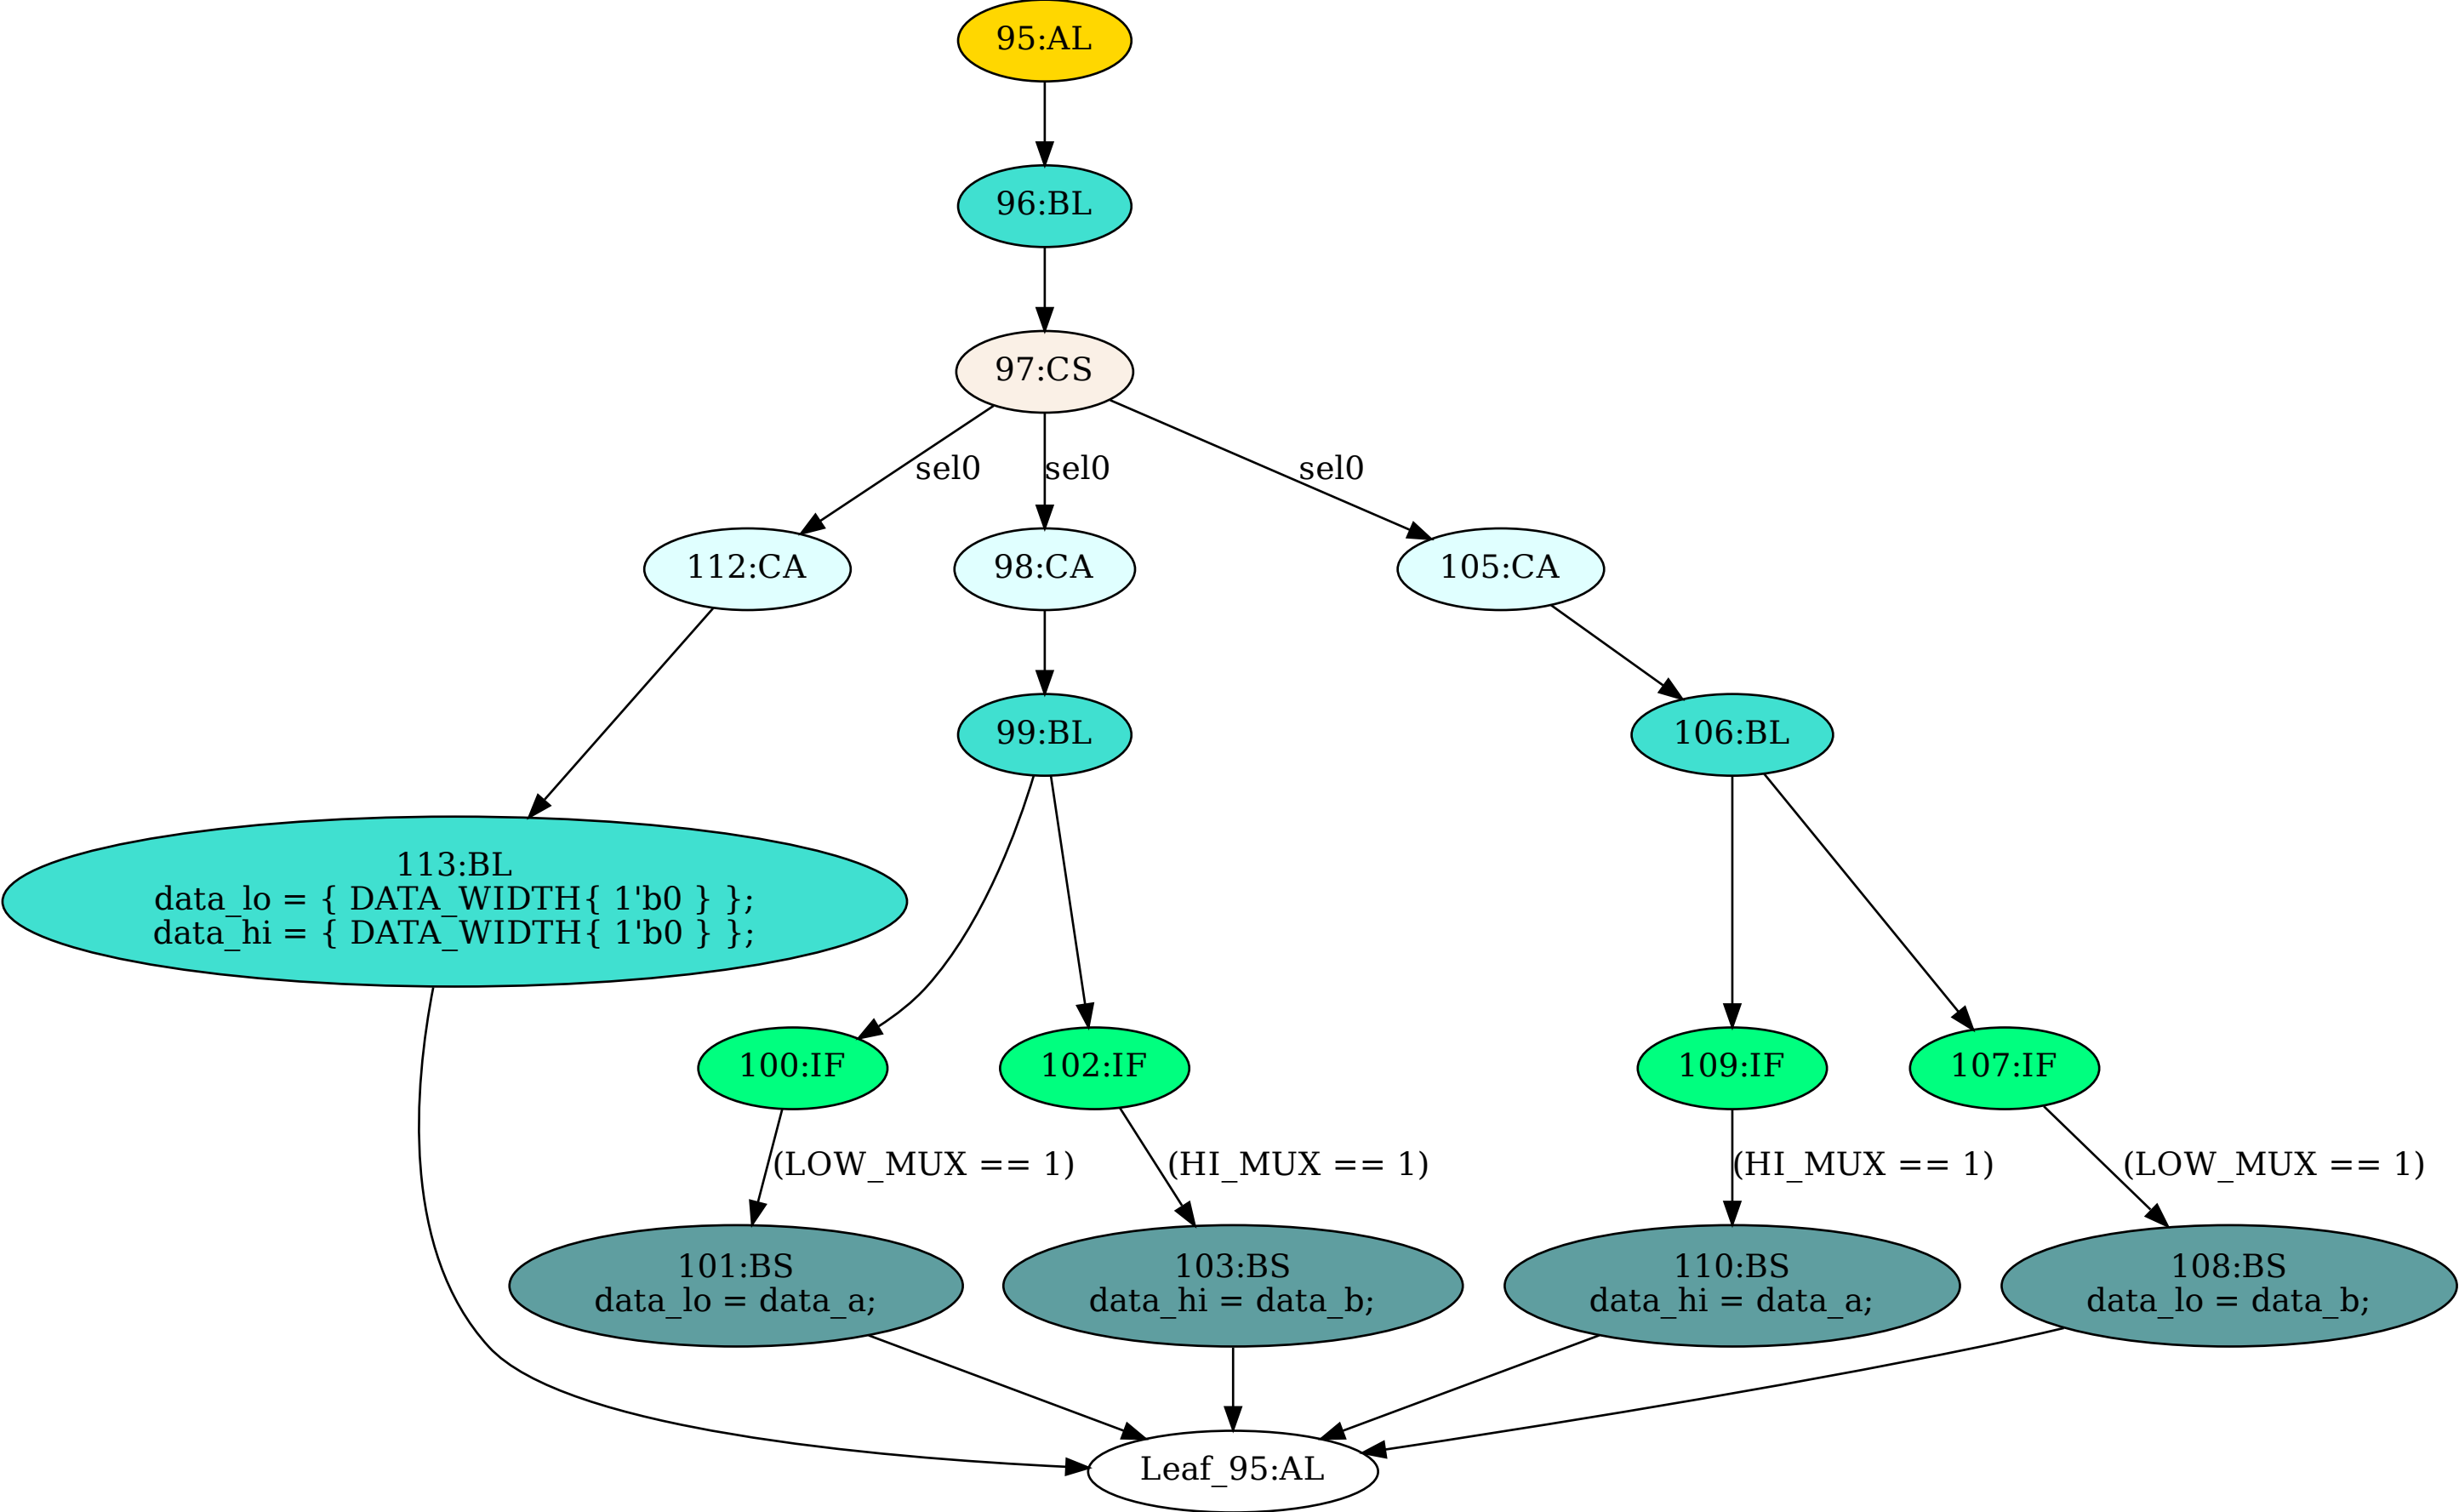 95:AL
96:BL
97:CS
sel0
sel0
sel0
112:CA
98:CA
105:CA
99:BL
106:BL
113:BL
data_lo = { DATA_WIDTH{ 1'b0 } };
data_hi = { DATA_WIDTH{ 1'b0 } };
100:IF
102:IF
109:IF
107:IF
(LOW_MUX == 1)
(HI_MUX == 1)
(HI_MUX == 1)
(LOW_MUX == 1)
101:BS
data_lo = data_a;
103:BS
data_hi = data_b;
110:BS
data_hi = data_a;
108:BS
data_lo = data_b;
Leaf_95:AL